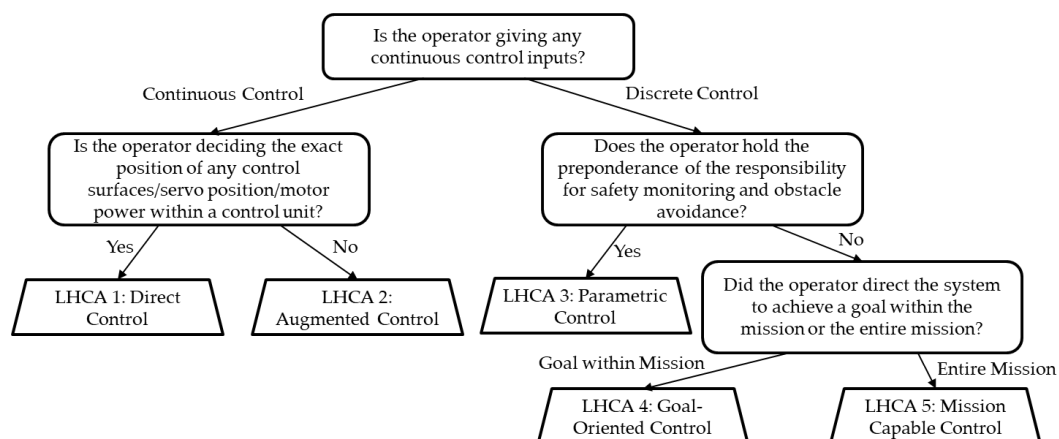 Is the operator giving any
continuous control inputs?
Continuous Control
Discrete Control
Is the operator deciding the exact
position of any control
surfaces/servo position/motor
power within a control unit?
Does the operator hold the
preponderance of the responsibility
for safety monitoring and obstacle
avoidance?
Yes
No
Yes
No
LHCA 1: Direct
Control
LHCA 2:
Augmented Control
LHCA 3: Parametric
Control
Did the operator direct the system
to achieve a goal within the
mission or the entire mission?
Goal within Mission
Entire Mission
LHCA 4: Goal-
Oriented Control
LHCA 5: Mission
Capable Control